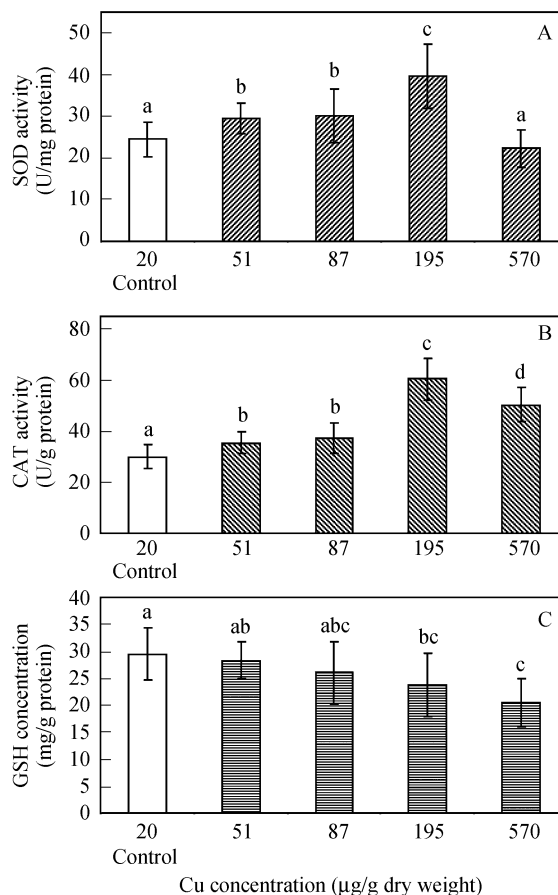 A
SOD activity
(U/mg protein)
50
40
30
20
10
0
a
b
b
c
a
20
51
87
195
570
Control
B
CAT activity
(U/g protein)
80
60
40
20
0
a
b
b
c
d
20
51
87
195
570
Control
C
GSH concentration
(mg/g protein)
40
35
30
25
20
15
10
5
0
a
ab
abc
bc
c
20
51
87
195
570
Control
Cu concentration (μg/g dry weight)